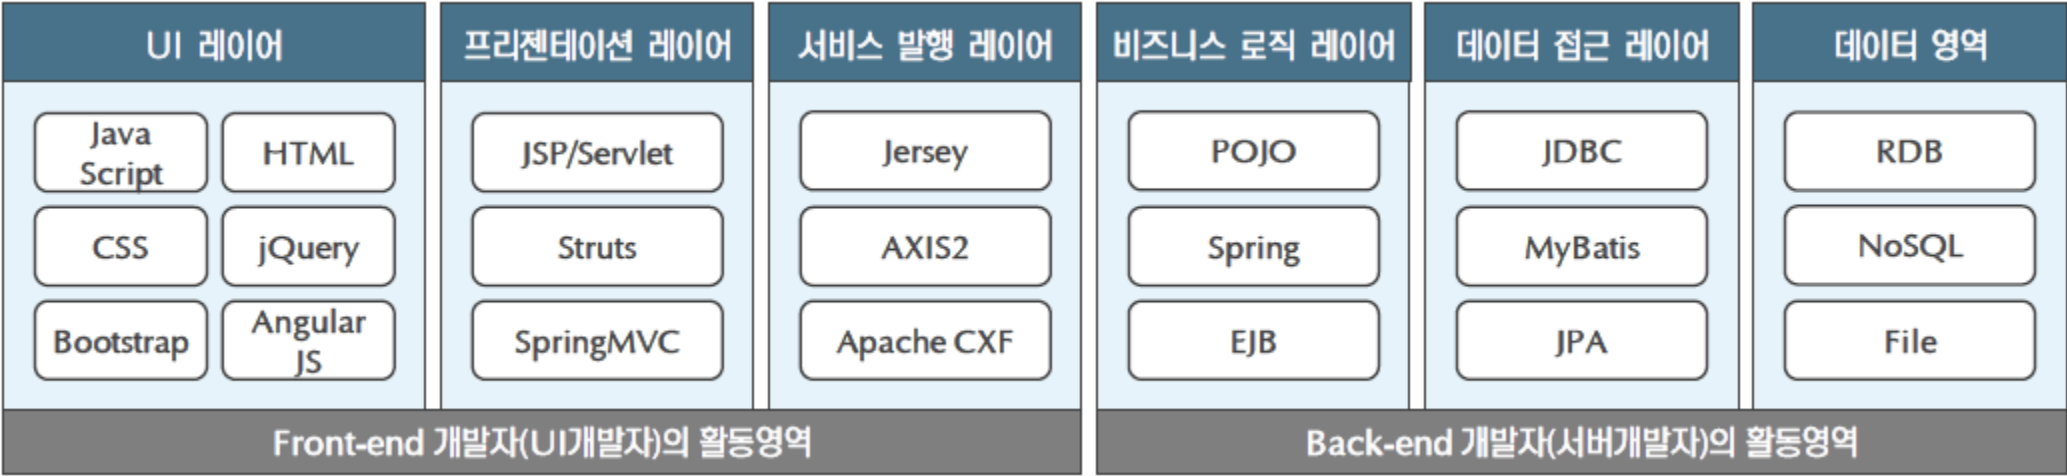 UI 레이어
Java
Script
HTML
CSS
jQuery
Bootstrap
Angular
JS
프리젠테이션 레이어
JSP/Servlet
Struts
SpringMVC
서비스 발행 레이어
Jersey
AXIS2
Apache CXF
Front-end 개발자(UI개발자)의 활동영역
비즈니스 로직 레이어
POJO
Spring
EJB
데이터 접근 레이어
JDBC
MyBatis
JPA
데이터 영역
RDB
NoSQL
File
Back-end 개발자(서버개발자)의 활동영역